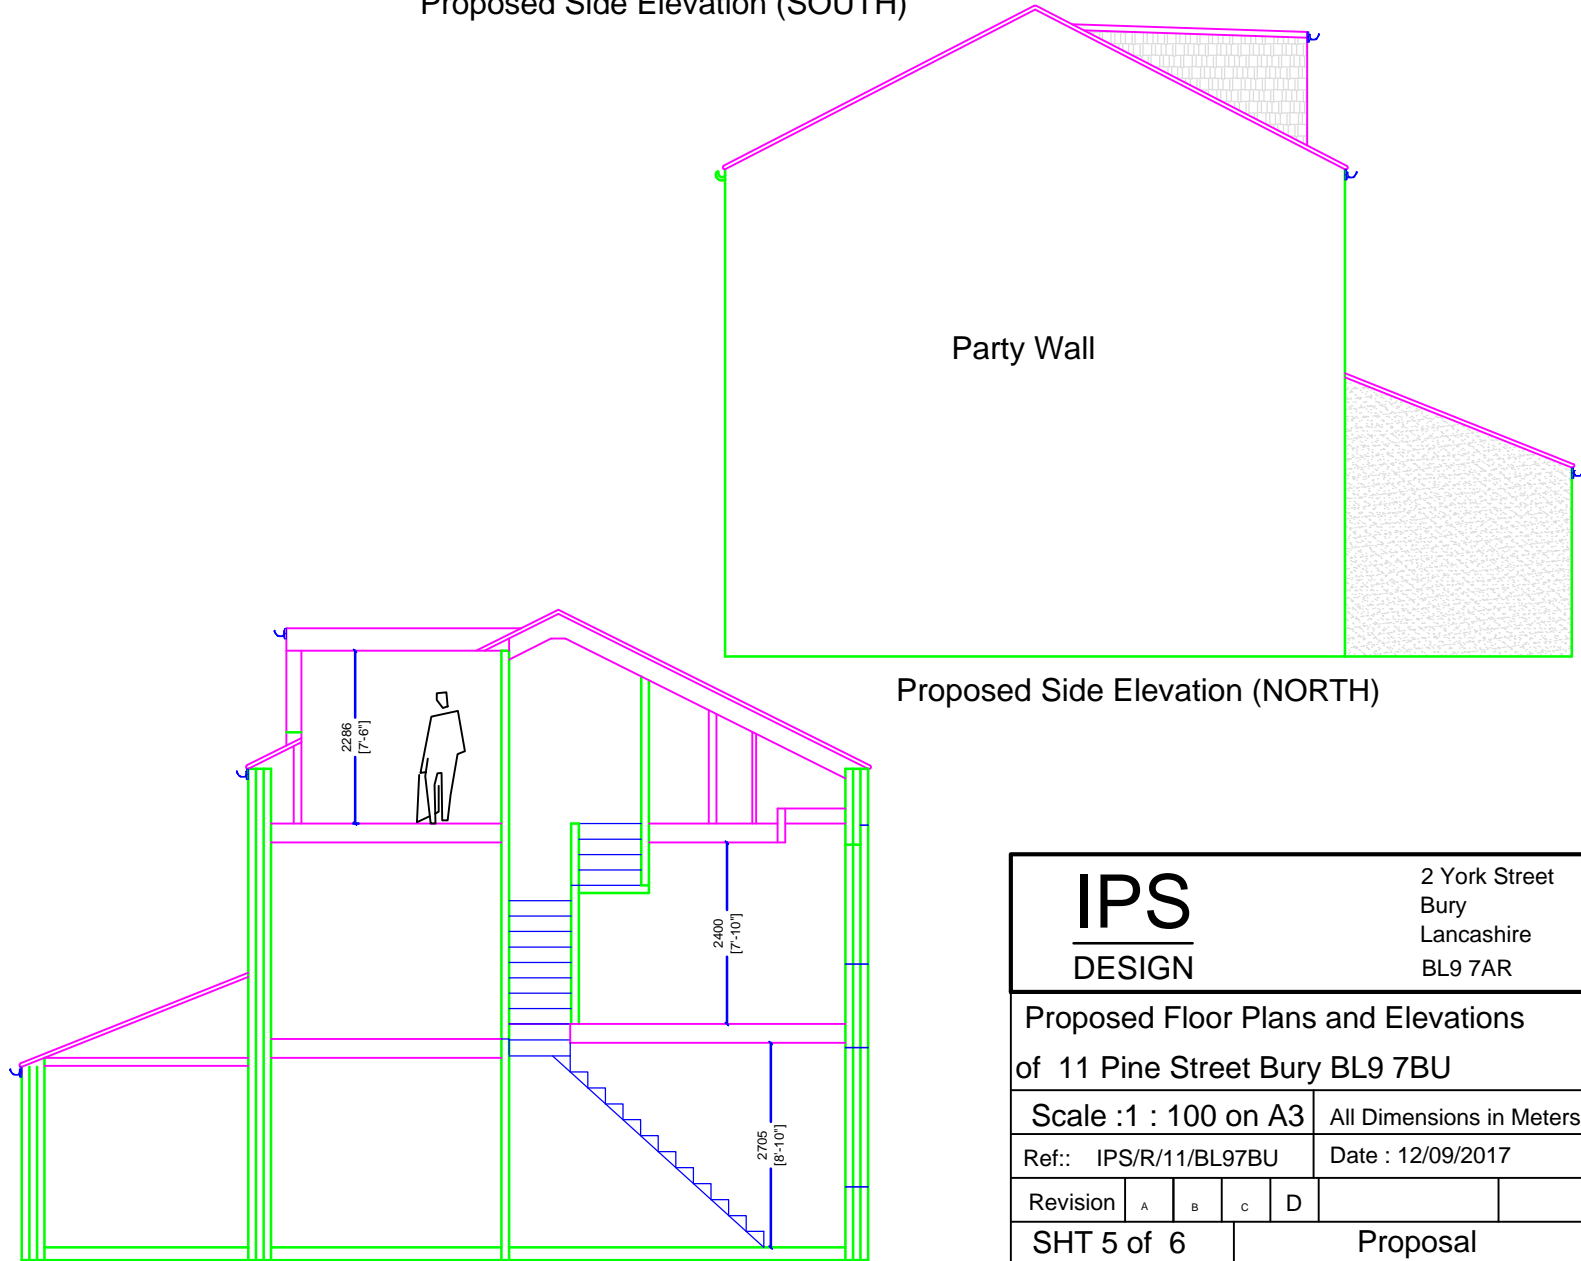 Proposed Side Elevation (SOUTH)
Party Wall
Proposed Side Elevation (NORTH)
2286
[7'-6"]
2400
[7'-10"]
2705
[8'-10"]
IPS
DESIGN
2 York Street
Bury
Lancashire
BL9 7AR
Proposed Floor Plans and Elevations
of 11 Pine Street Bury BL9 7BU
Scale :1 : 100 on A3
All Dimensions in Meters
Ref:: IPS/R/11/BL97BU
Date : 12/09/2017
Revision A B C D
SHT 5 of 6
Proposal